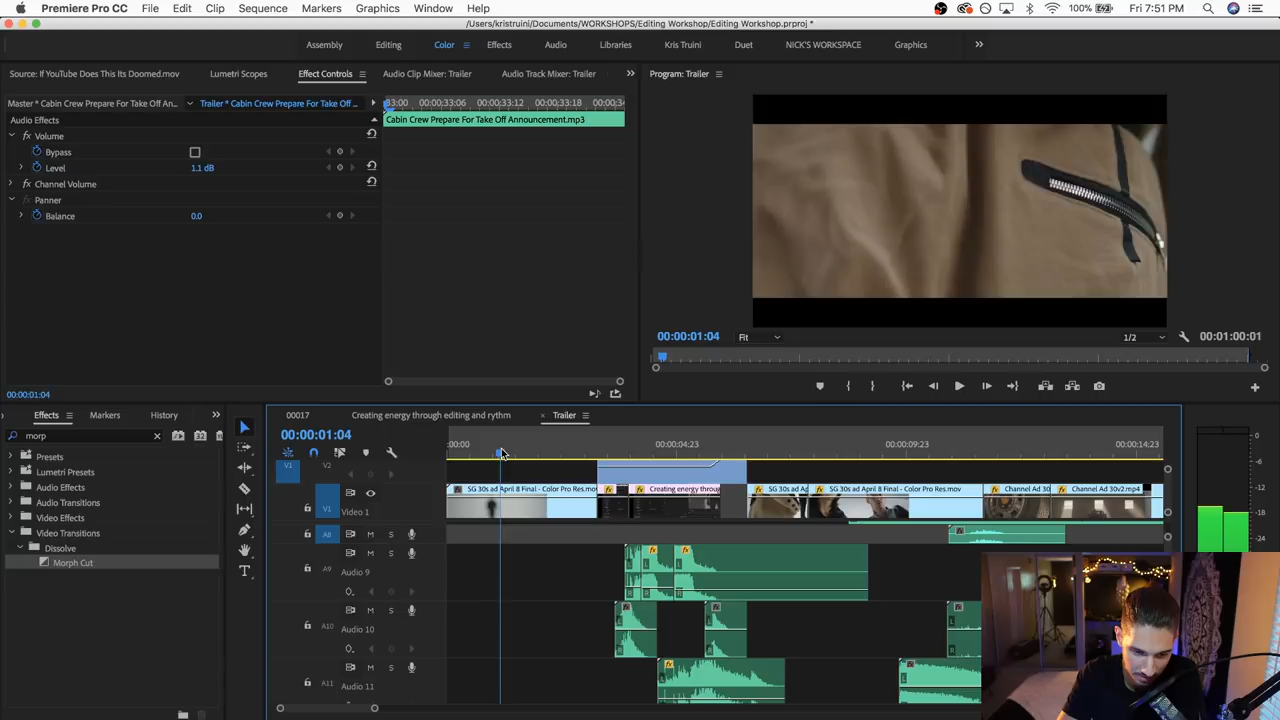 Premiere Pro CC File Edit Clip Sequence Markers Graphics Window Help 100% Fri 7:51 PM
/Users/kristruini/Documents/WORKSHOPS/Editing Workshop/Editing Workshop.prproj *
Assembly Editing Color Effects Audio Libraries Kris Truini Duet NICK'S WORKSPACE Graphics
Source: If YouTube Does This Its Doomed.mov Lumetri Scopes Effect Controls Audio Clip Mixer: Trailer Audio Track Mixer: Trailer Program: Trailer
Master * Cabin Crew Prepare For Take Off An... Trailer * Cabin Crew Prepare For Take Off ... 33:00 00;00;33;06 00;00;33;12 00;00;33;18
Audio Effects Cabin Crew Prepare For Take Off Announcement.mp3
fx Volume
Bypass
Level 1.1 dB
Channel Volume
Panner
Balance 0.0
00:00:01:04 Fit 1/2 00:01:00:01
00:00:01:04
Effects Markers History 00017 Creating energy through editing and rythm × Trailer
morp 00:00:01:04 :00:00 00:00:04:23 00:00:09:23 00:00:14:23
Presets
Lumetri Presets
Audio Effects
Audio Transitions
Video Effects
Video Transitions
Dissolve
Morph Cut
V1 V2
SG 30s ad April 8 Final - Color Pro Res.mov Creating energy throug SG 30s ad Ap SG 30s ad April 8 Final - Color Pro Res.mov Channel Ad 30 Channel Ad 30v2.mp4
V1 Video 1
A8 M S
M S
A9 Audio 9
M S
A10 Audio 10
M S
A11 Audio 11
0
-6
-12
-18
-24